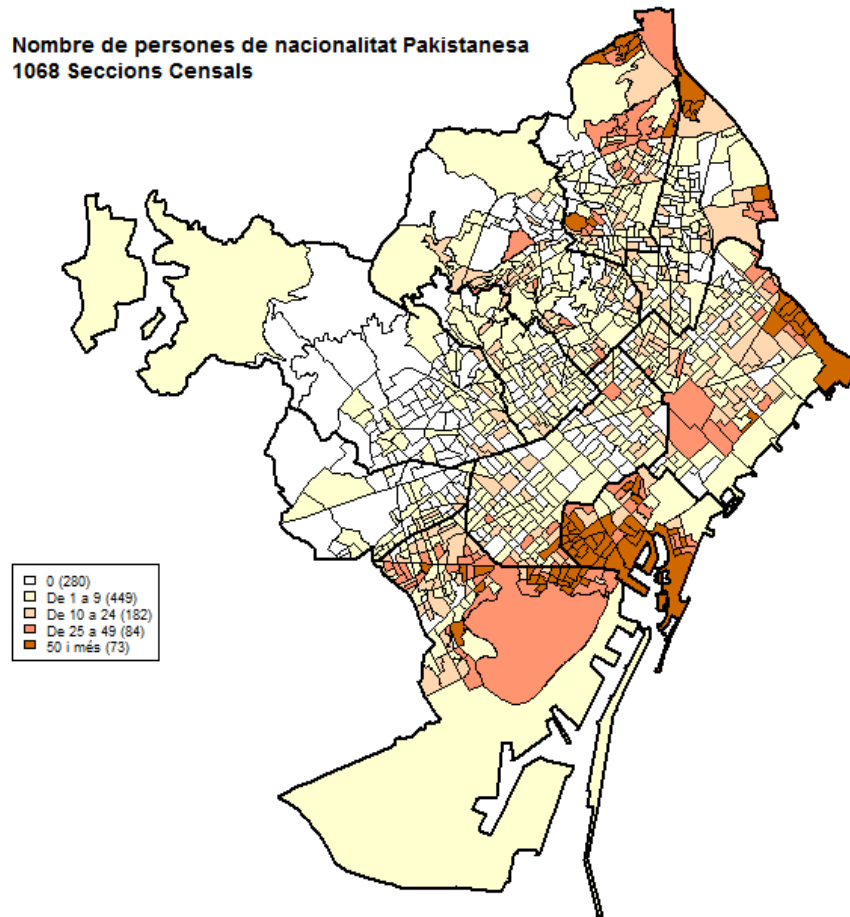 Nombre de persones de nacionalitat Pakistanesa
1068 Seccions Censals
0 (280)
De 1 a 9 (449)
De 10 a 24 (182)
De 25 a 49 (84)
50 i més (73)